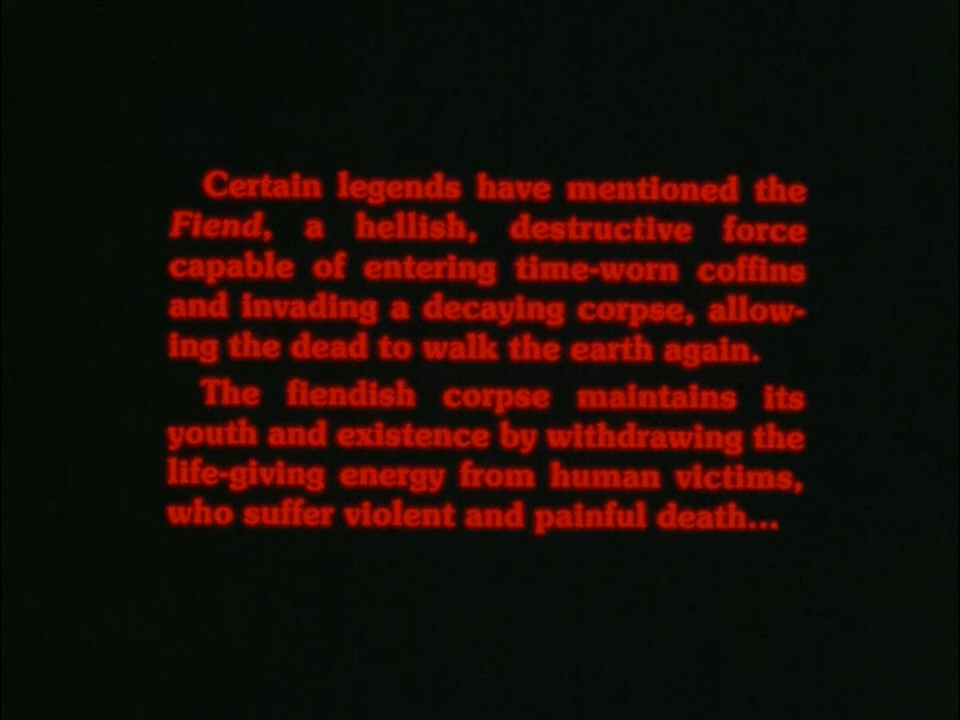 Certain legends have mentioned the
Fiend, a hellish, destructive force
capable of entering time-worn coffins
and invading a decaying corpse, allow-
ing the dead to walk the earth again.
The fiendish corpse maintains its
youth and existence by withdrawing the
life-giving energy from human victims,
who suffer violent and painful death...